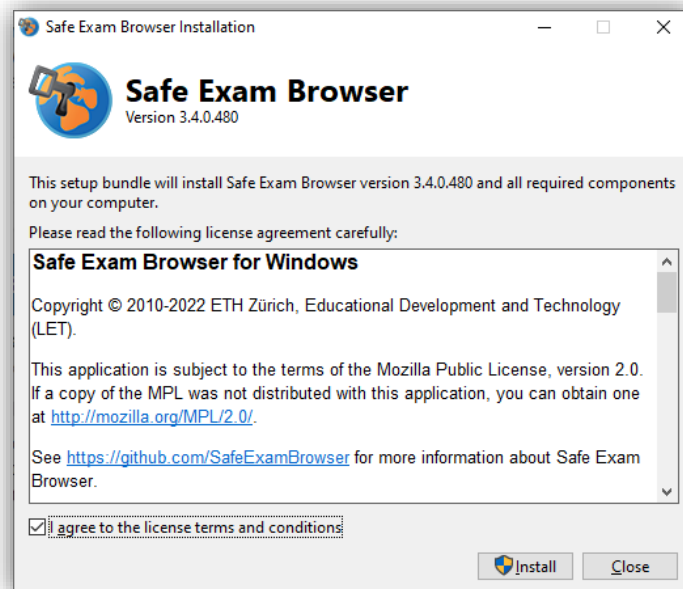 Safe Exam Browser Installation
Safe Exam Browser
Version 3.4.0.480
This setup bundle will install Safe Exam Browser version 3.4.0.480 and all required components
on your computer.
Please read the following license agreement carefully:
Safe Exam Browser for Windows
Copyright © 2010-2022 ETH Zürich, Educational Development and Technology
(LET).
This application is subject to the terms of the Mozilla Public License, version 2.0.
If a copy of the MPL was not distributed with this application, you can obtain one
at http://mozilla.org/MPL/2.0/.
See https://github.com/SafeExamBrowser for more information about Safe Exam
Browser.
I agree to the license terms and conditions
Install
Close